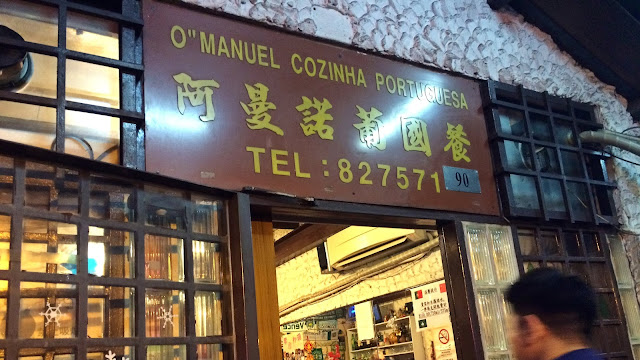 O"MANUEL COZINHA PORTUGUESA
阿曼諾葡國餐
TEL：827571
90